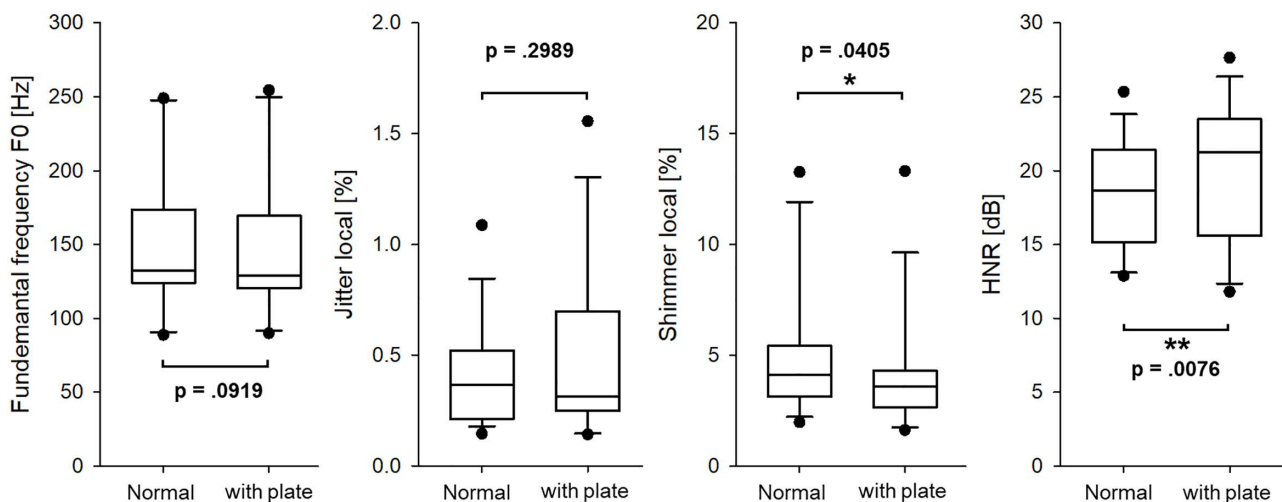 Fundemantal frequency F0 [Hz]
300
250
200
150
100
50
0
p = .0919
Normal
with plate
Jitter local [%]
2.0
1.5
1.0
0.5
0.0
p = .2989
Normal
with plate
Shimmer local [%]
20
15
10
5
0
p = .0405
*
Normal
with plate
HNR [dB]
30
25
20
15
10
5
0
**
p = .0076
Normal
with plate